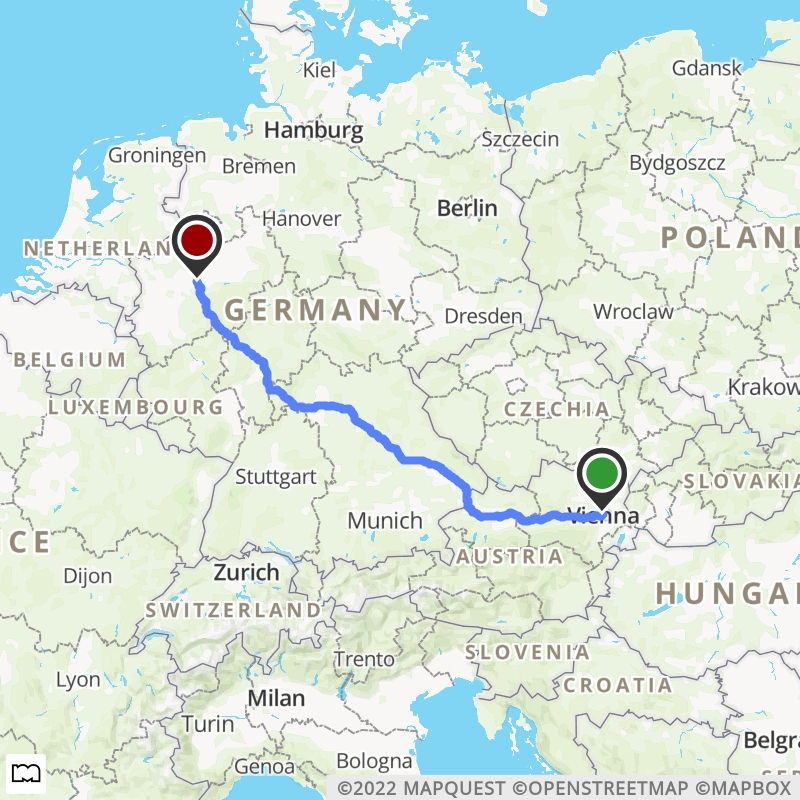 Kiel
Gdansk
Hamburg
Szczecin
Groningen
Bremen
Bydgoszcz
Berlin
Hanover
NETHERLAN
POLAND
GERMANY
Wroclaw
Dresden
BELGIUM
Krakow
LUXEMBOURG
CZECHIA
Stuttgart
SLOVAKIA
Munich
Vienna
CE
AUSTRIA
Zurich
Dijon
HUNGA
SWITZERLAND
SLOVENIA
Trento
Lyon
CROATIA
Milan
Turin
Belgra
Bologna
Genoa
SER
©2022 MAPQUEST ©OPENSTREETMAP ©MAPBOX